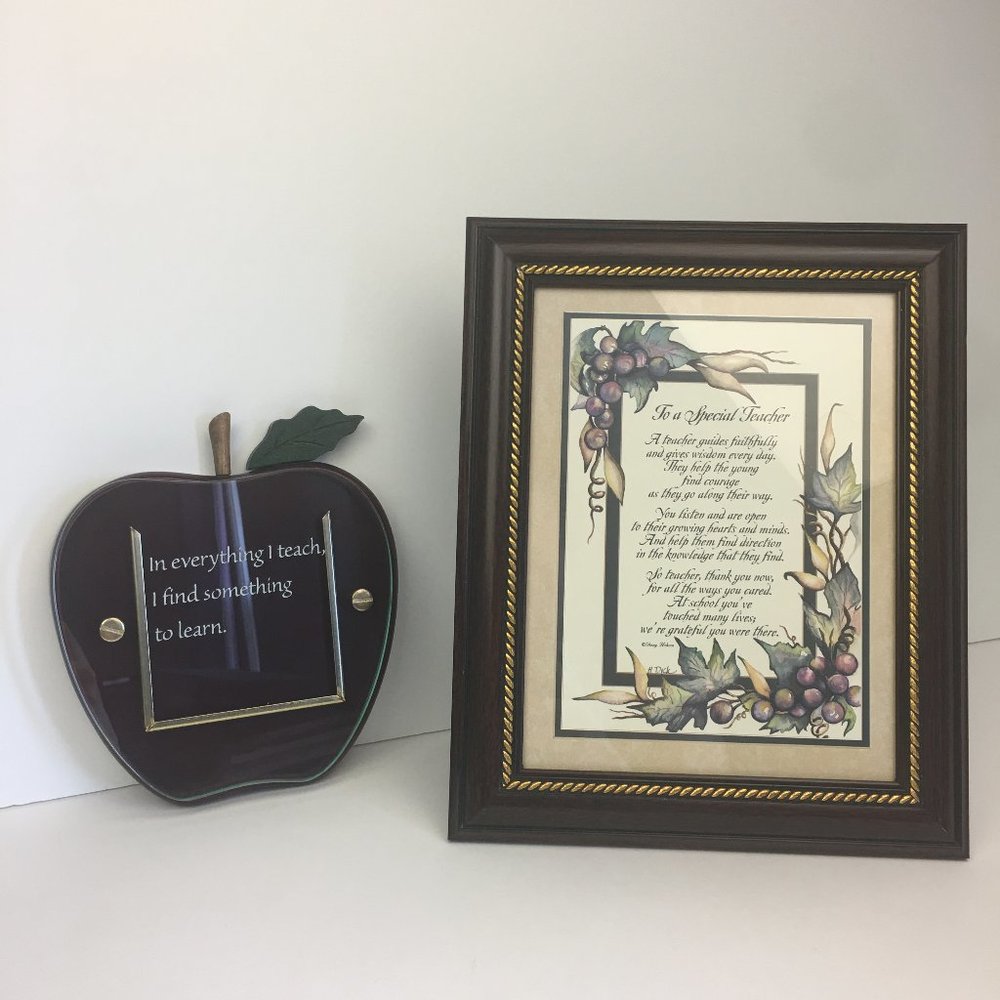 In everything I teach,
I find something
to learn.
To a Special Teacher
A teacher guides faithfully
and gives wisdom every day.
They help the young
find courage
as they go along their way.
You listen and are open
to their growing hearts and minds.
And help them find direction
in the knowledge that they find.
So teacher, thank you now,
for all the ways you cared.
At school you've
touched many lives;
we're grateful you were there.
B Dick